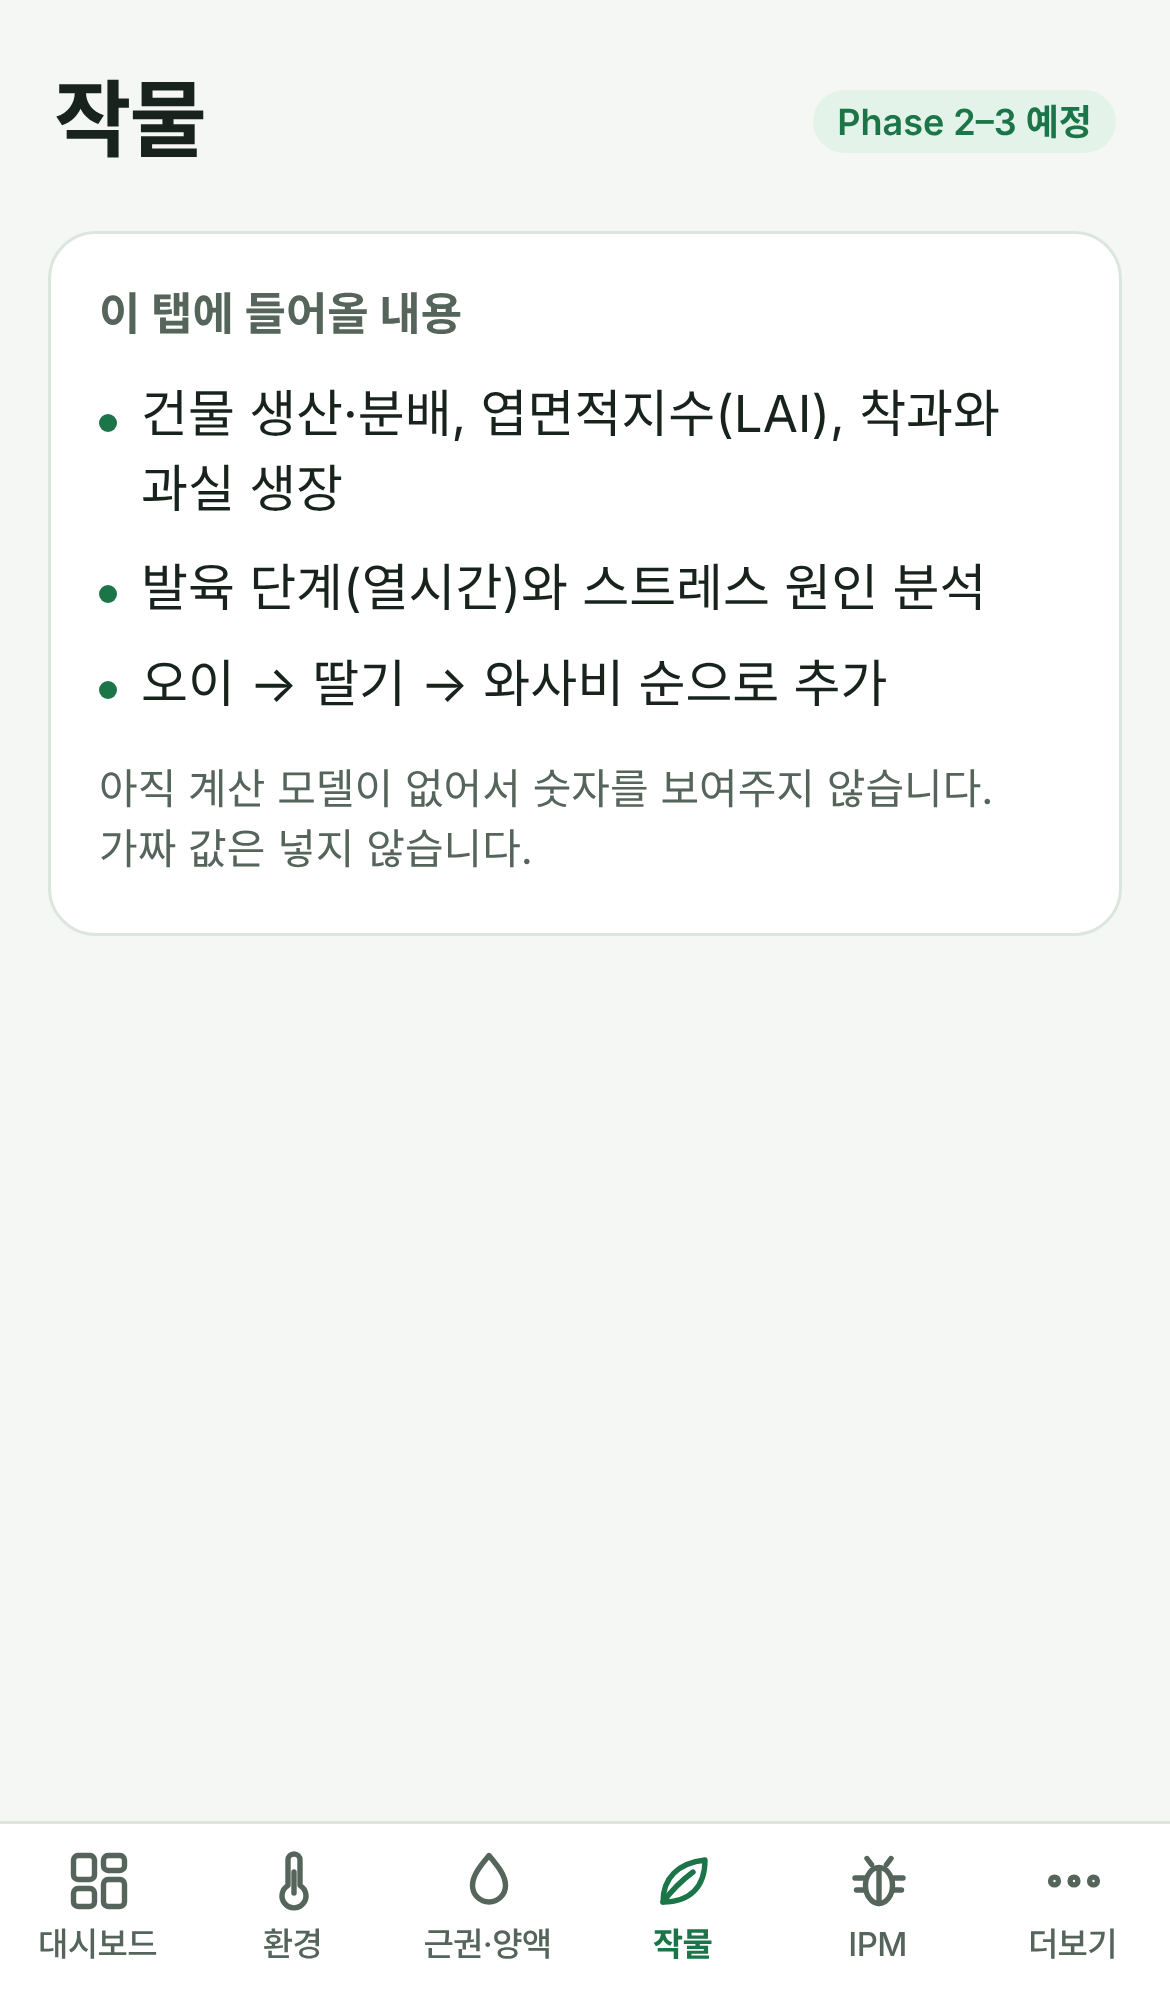 작물
Phase 2–3 예정
이 탭에 들어올 내용
건물 생산·분배, 엽면적지수(LAI), 착과와
과실 생장
발육 단계(열시간)와 스트레스 원인 분석
오이 → 딸기 → 와사비 순으로 추가
아직 계산 모델이 없어서 숫자를 보여주지 않습니다.
가짜 값은 넣지 않습니다.
대시보드
환경
근권·양액
작물
IPM
더보기